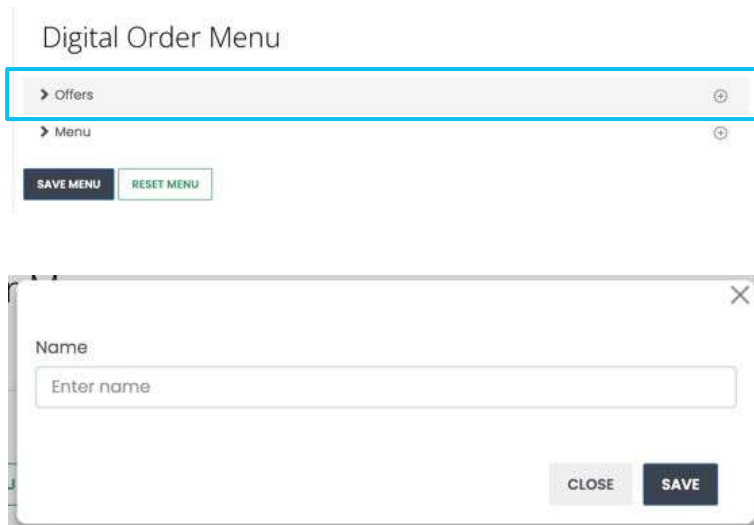 Digital Order Menu
Offers
Menu
SAVE MENU RESET MENU
Name
Enter name
CLOSE SAVE